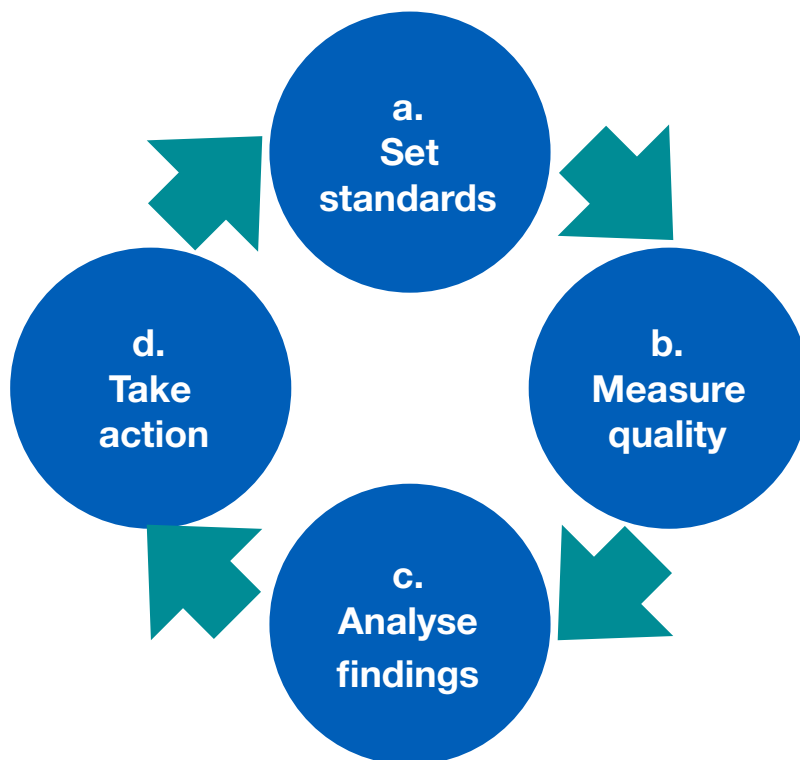 a.
Set
standards
b.
Measure
quality
c.
Analyse
findings
d.
Take
action